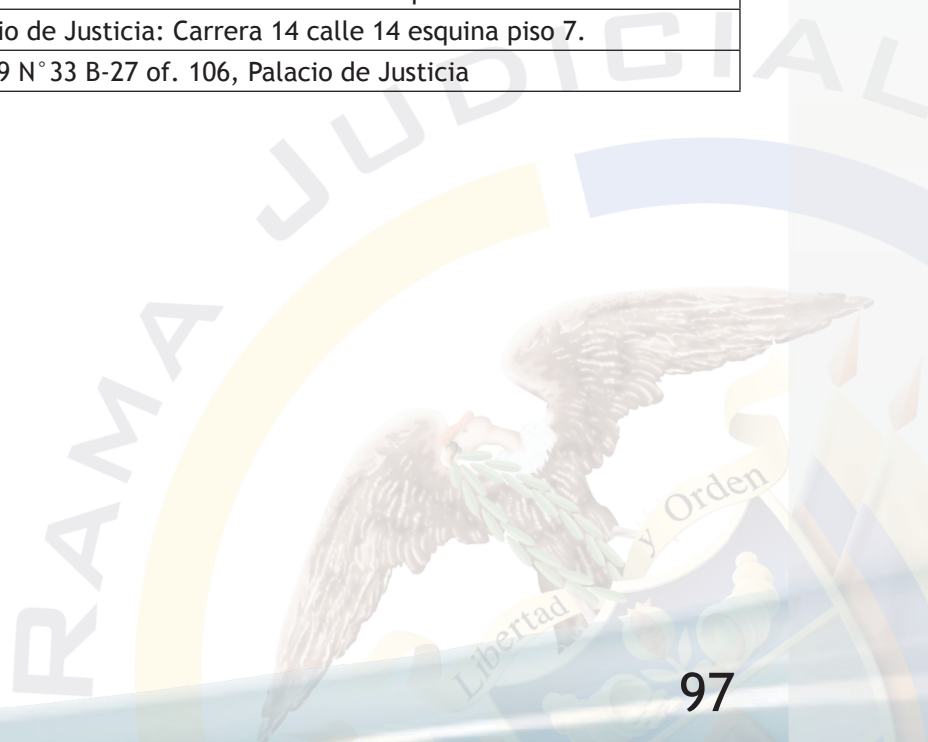 io de Justicia: Carrera 14 calle 14 esquina piso 7.
9 N°33 B-27 of. 106, Palacio de Justicia
RAMA JUDICIAL
Libertad y Orden
97